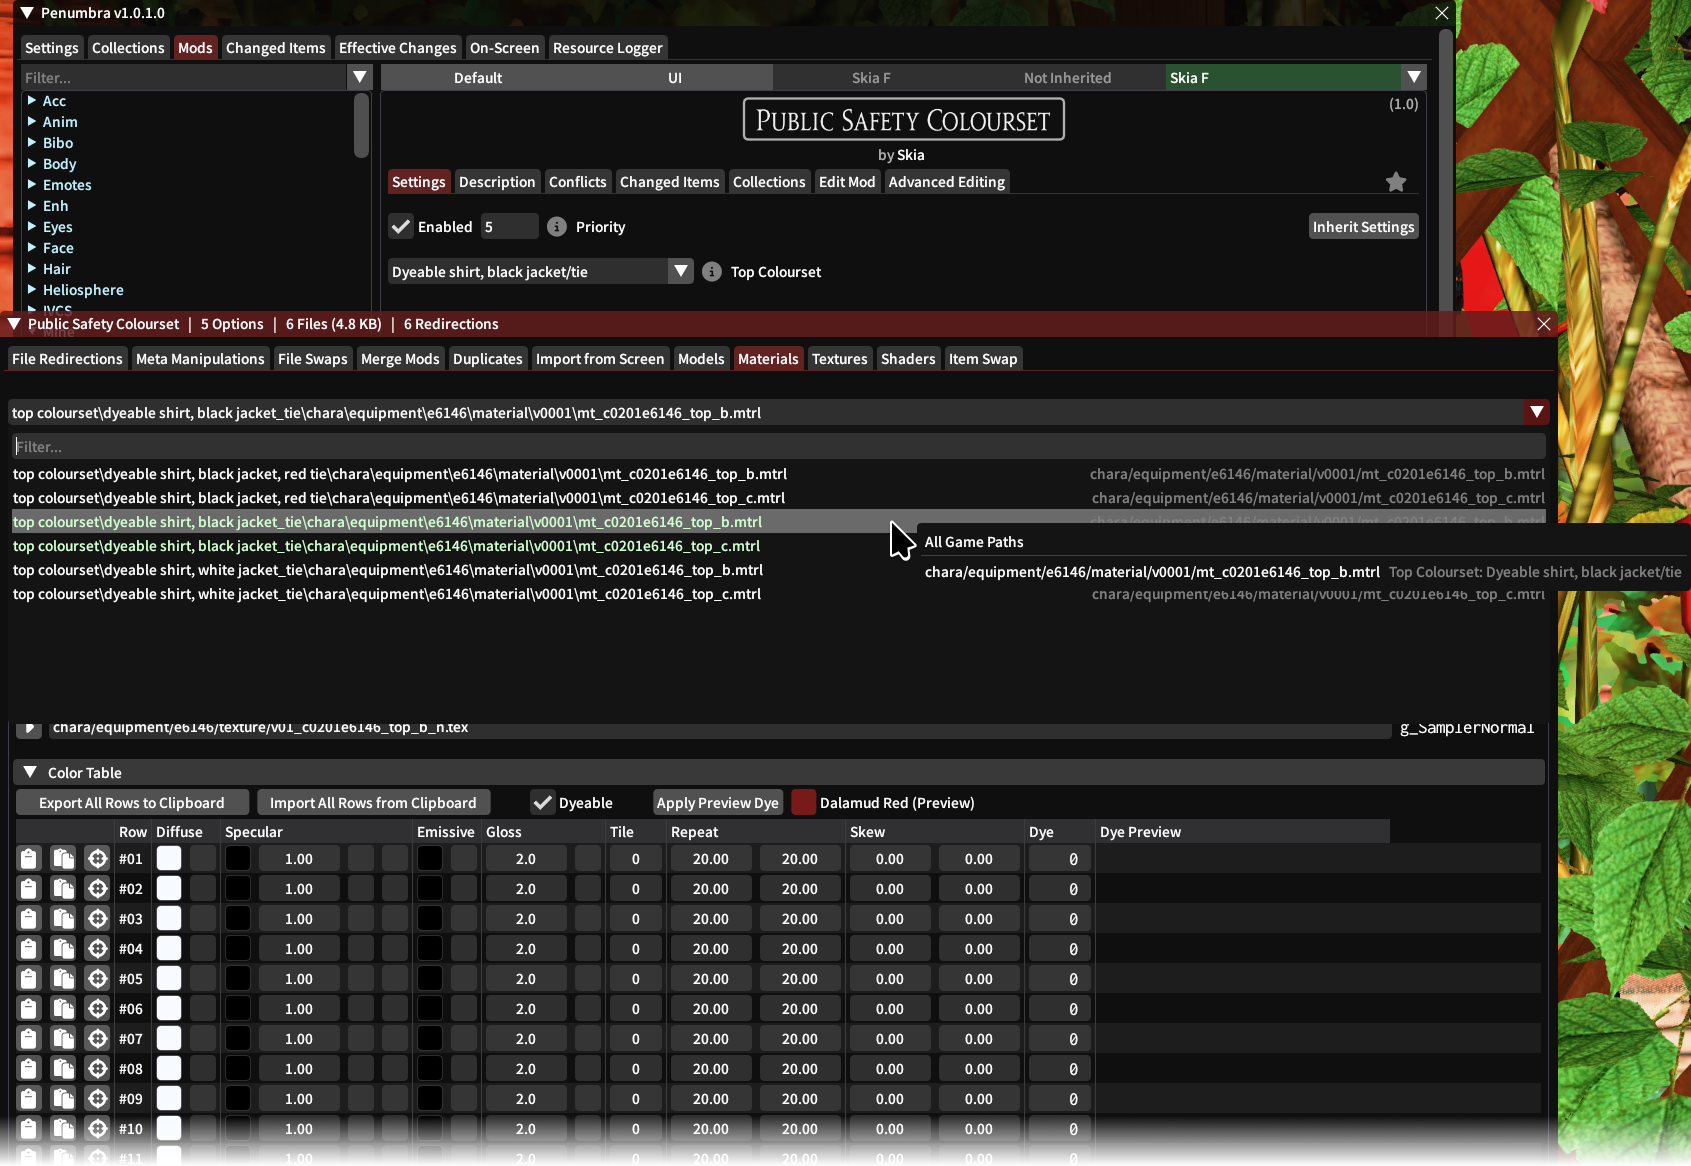 Penumbra v1.0.1.0
Settings Collections Mods Changed Items Effective Changes On-Screen Resource Logger
Filter... Default UI Skia F Not Inherited Skia F
Acc
Anim
Bibo
Body
Emotes
Enh
Eyes
Face
Hair
Heliosphere
IVCS
(1.0)
PUBLIC SAFETY COLOURSET
by Skia
Settings Description Conflicts Changed Items Collections Edit Mod Advanced Editing
Enabled 5 Priority Inherit Settings
Dyeable shirt, black jacket/tie Top Colourset
Public Safety Colourset | 5 Options | 6 Files (4.8 KB) | 6 Redirections
File Redirections Meta Manipulations File Swaps Merge Mods Duplicates Import from Screen Models Materials Textures Shaders Item Swap
top colourset\dyeable shirt, black jacket_tie\chara\equipment\e6146\material\v0001\mt_c0201e6146_top_b.mtrl
Filter...
top colourset\dyeable shirt, black jacket, red tie\chara\equipment\e6146\material\v0001\mt_c0201e6146_top_b.mtrl chara/equipment/e6146/material/v0001/mt_c0201e6146_top_b.mtrl
top colourset\dyeable shirt, black jacket, red tie\chara\equipment\e6146\material\v0001\mt_c0201e6146_top_c.mtrl chara/equipment/e6146/material/v0001/mt_c0201e6146_top_c.mtrl
top colourset\dyeable shirt, black jacket_tie\chara\equipment\e6146\material\v0001\mt_c0201e6146_top_b.mtrl chara/equipment/e6146/material/v0001/mt_c0201e6146_top_b.mtrl
top colourset\dyeable shirt, black jacket_tie\chara\equipment\e6146\material\v0001\mt_c0201e6146_top_c.mtrl
top colourset\dyeable shirt, white jacket_tie\chara\equipment\e6146\material\v0001\mt_c0201e6146_top_b.mtrl
top colourset\dyeable shirt, white jacket_tie\chara\equipment\e6146\material\v0001\mt_c0201e6146_top_c.mtrl chara/equipment/e6146/material/v0001/mt_c0201e6146_top_c.mtrl
All Game Paths
chara/equipment/e6146/material/v0001/mt_c0201e6146_top_b.mtrl Top Colourset: Dyeable shirt, black jacket/tie
chara/equipment/e6146/texture/v01_c0201e6146_top_b_n.tex g_SamplerNormal
Color Table
Export All Rows to Clipboard Import All Rows from Clipboard Dyeable Apply Preview Dye Dalamud Red (Preview)
Row Diffuse Specular Emissive Gloss Tile Repeat Skew Dye Dye Preview
#01 1.00 2.0 0 20.00 20.00 0.00 0.00 0
#02 1.00 2.0 0 20.00 20.00 0.00 0.00 0
#03 1.00 2.0 0 20.00 20.00 0.00 0.00 0
#04 1.00 2.0 0 20.00 20.00 0.00 0.00 0
#05 1.00 2.0 0 20.00 20.00 0.00 0.00 0
#06 1.00 2.0 0 20.00 20.00 0.00 0.00 0
#07 1.00 2.0 0 20.00 20.00 0.00 0.00 0
#08 1.00 2.0 0 20.00 20.00 0.00 0.00 0
#09 1.00 2.0 0 20.00 20.00 0.00 0.00 0
#10 1.00 2.0 0 20.00 20.00 0.00 0.00 0
#11 1.00 2.0 0 20.00 20.00 0.00 0.00 0